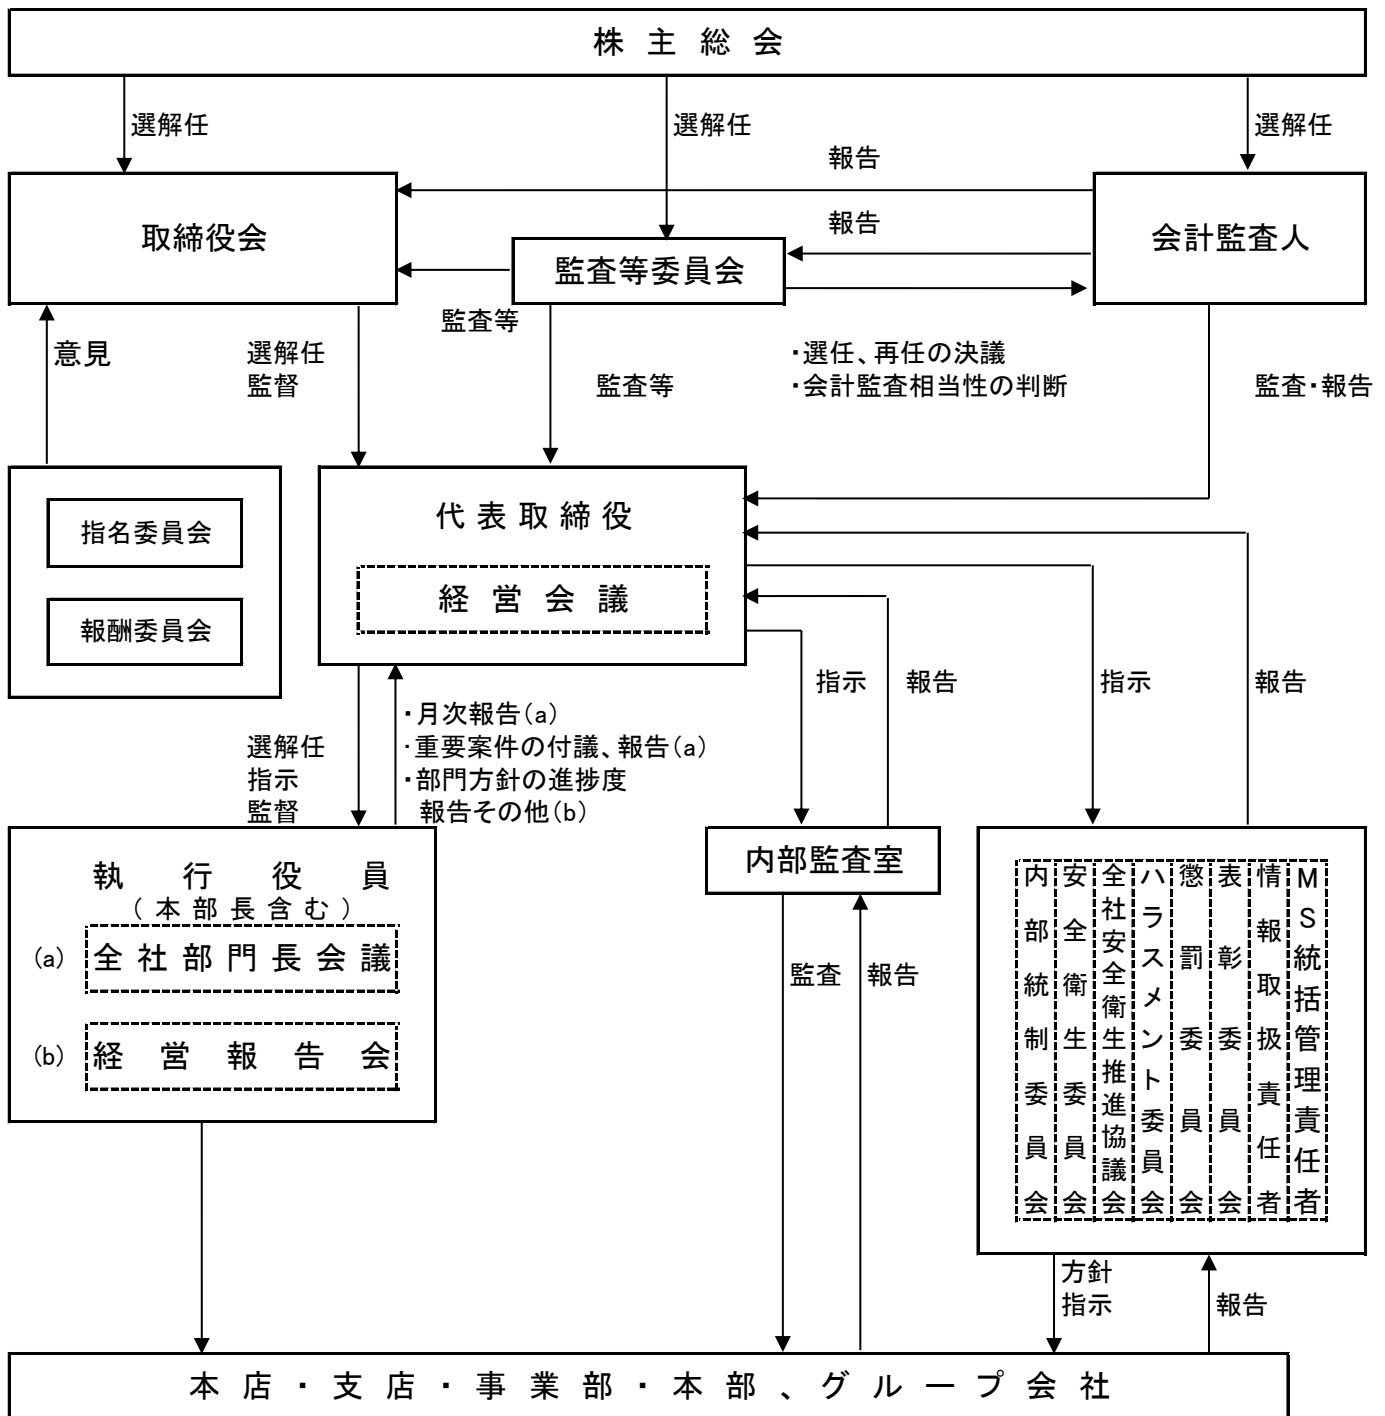 株主総会
選解任
選解任
選解任
報告
取締役会
会計監査人
報告
監査等委員会
監査等
意見
選解任
監督
監査等
・選任、再任の決議
・会計監査相当性の判断
監査・報告
指名委員会
報酬委員会
代表取締役
経営会議
指示
報告
指示
報告
・月次報告(a)
・重要案件の付議、報告(a)
・部門方針の進捗度
報告その他(b)
選解任
指示
監督
執行役員
(本部長含む)
(a)
全社部門長会議
(b)
経営報告会
内部監査室
監査
報告
内部統制委員会
安全衛生委員会
全社安全衛生推進協議会
ハラスメント委員会
懲罰委員会
表彰委員会
情報取扱責任者
MS統括管理責任者
方針
指示
報告
本店・支店・事業部・本部、グループ会社